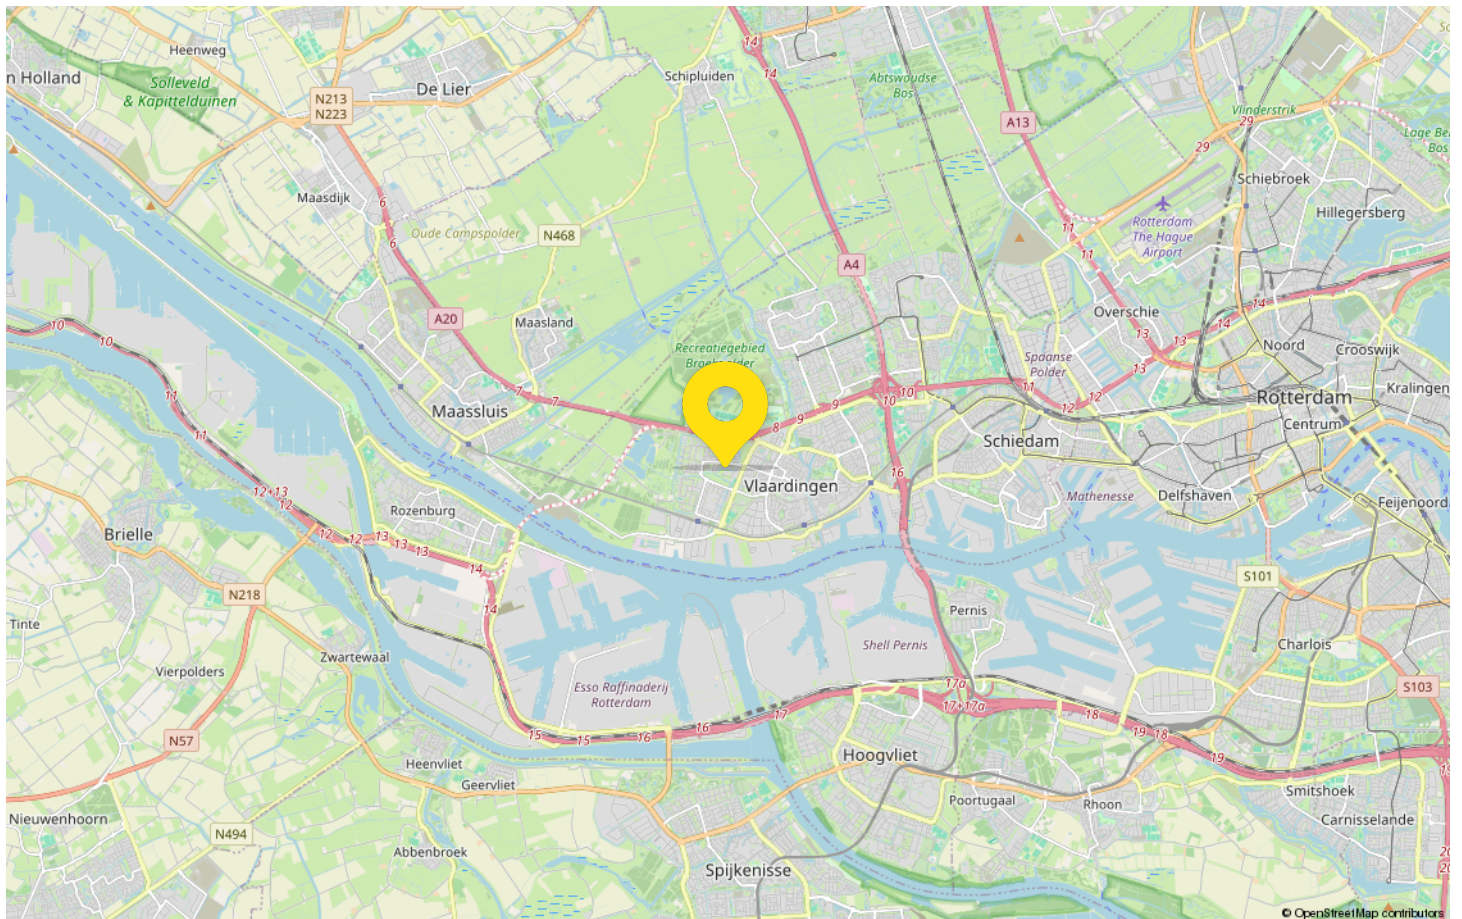 Heenweg
n Holland
Solleveld
& Kapittelduinen
De Lier
N213
N223
Schipluiden
14
14
Abtswoudse
Bos
A13
Vlinderstrik
29
29
Lage Be
Bos
Schiebroek
Hillegersberg
Maasdijk
6
6
Oude Campspolder
N468
Rotterdam
The Hague
Airport
11
11
A4
A20
Maasland
Overschie
14
14
13
13
13
Noord
Crooswijk
Kralingen
10
10
Recreatiegebied
Spaanse
Polder
11
11
7
7
Maassluis
8
9
9
10
10
11
12
12
Rotterdam
Centrum
Schiedam
16
Vlaardingen
Mathenesse
Delfshaven
Feijenoord
12+13
12
12
12
13
13
13
14
14
Rozenburg
Brielle
N218
S101
Tinte
Pernis
Charlois
Vierpolders
Zwartewaal
Shell Pernis
Esso Raffinaderij
Rotterdam
17a
17+17a
S103
N57
15
15
16
16
17
18
18
19
19
Hoogvliet
Heenvliet
Geervliet
Poortugaal
Rhoon
Smitshoek
Carnisselande
Nieuwenhoorn
N494
Abbenbroek
Spijkenisse
© OpenStreetMap contributors